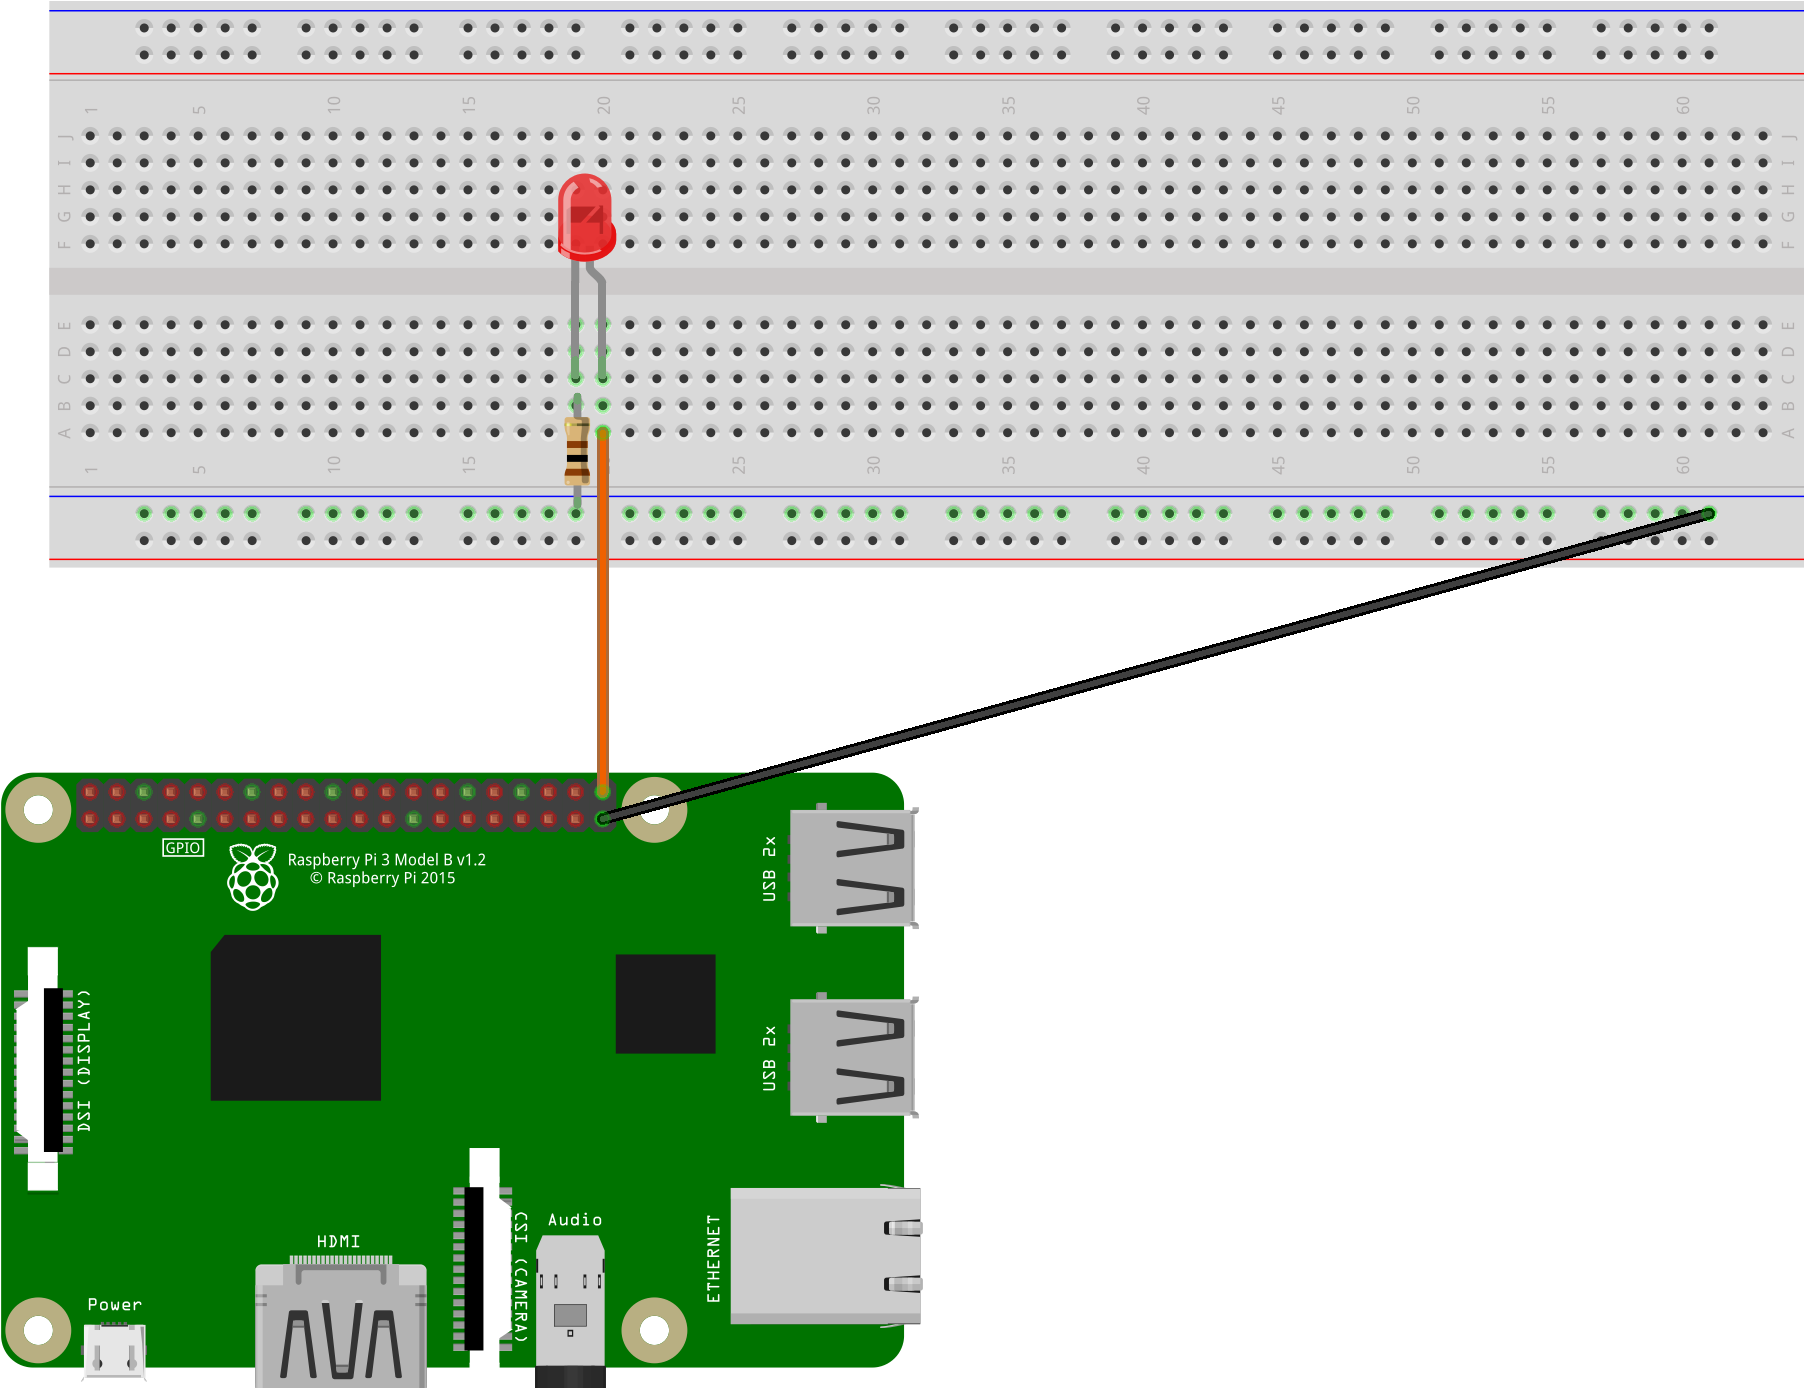 1 5 10 15 20 25 30 35 40 45 50 55 60
J J
I I
H H
G G
F F
E E
D D
C C
B B
A A
1 5 10 15 25 30 35 40 45 50 55 60
GPIO
Raspberry Pi 3 Model B v1.2
© Raspberry Pi 2015
USB 2x
DSI (DISPLAY)
USB 2x
CSI (CAMERA)
Audio
ETHERNET
HDMI
Power